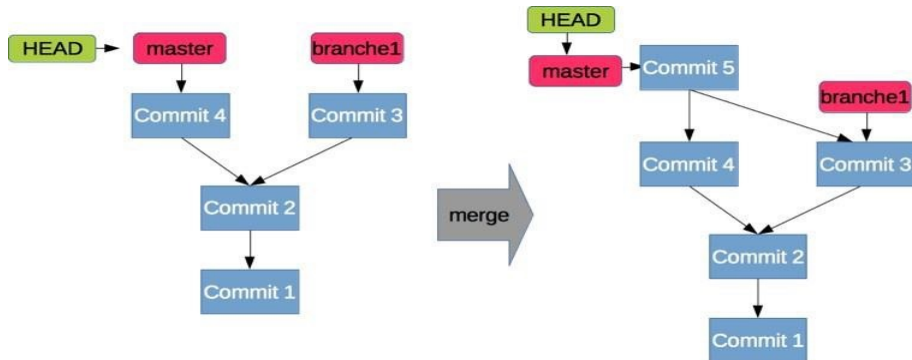 HEAD
master
branche1
Commit 4
Commit 3
Commit 2
Commit 1
merge
HEAD
master
Commit 5
branche1
Commit 4
Commit 3
Commit 2
Commit 1